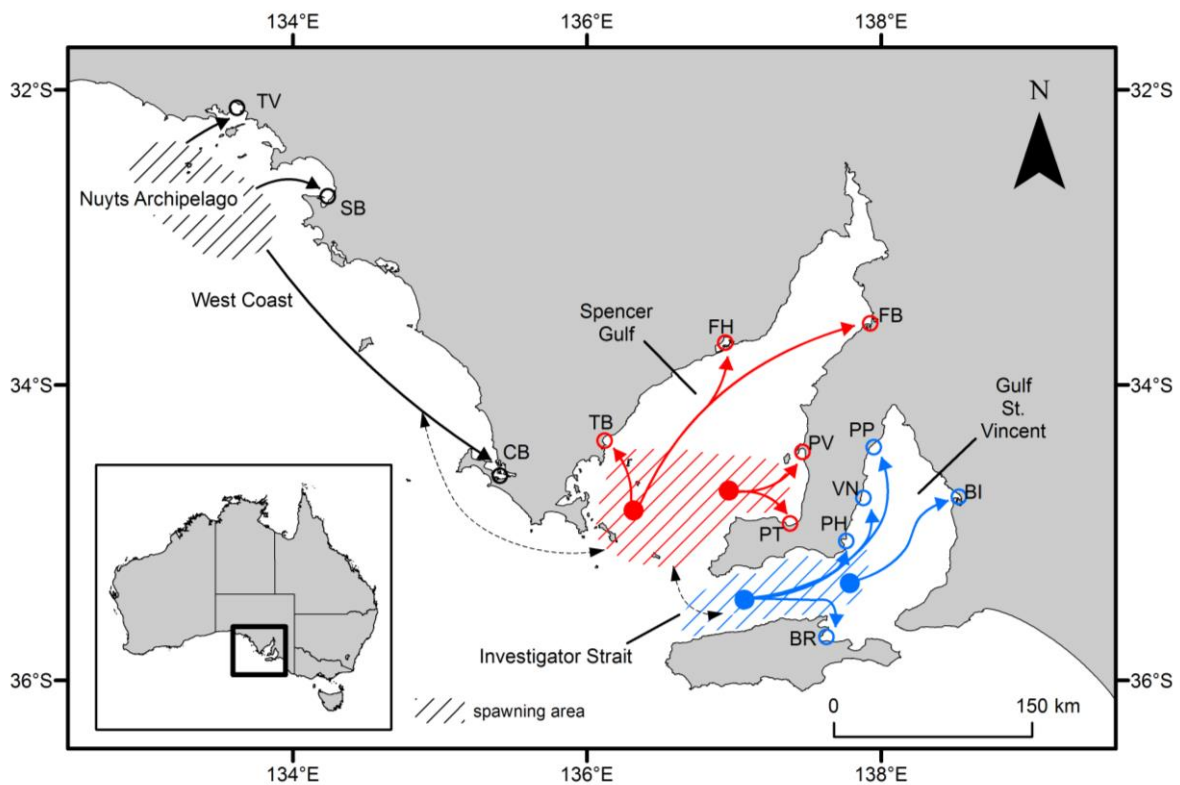 134°E 136°E 138°E
32°S 32°S
TV
N
Nuyts Archipelago
SB
West Coast
Spencer
Gulf
FH
FB
34°S 34°S
Gulf
St.
Vincent
TB
PV
PP
CB
r
VN
BI
PT
PH
BR
Investigator Strait
36°S 36°S
spawning area
0 150 km
134°E 136°E 138°E